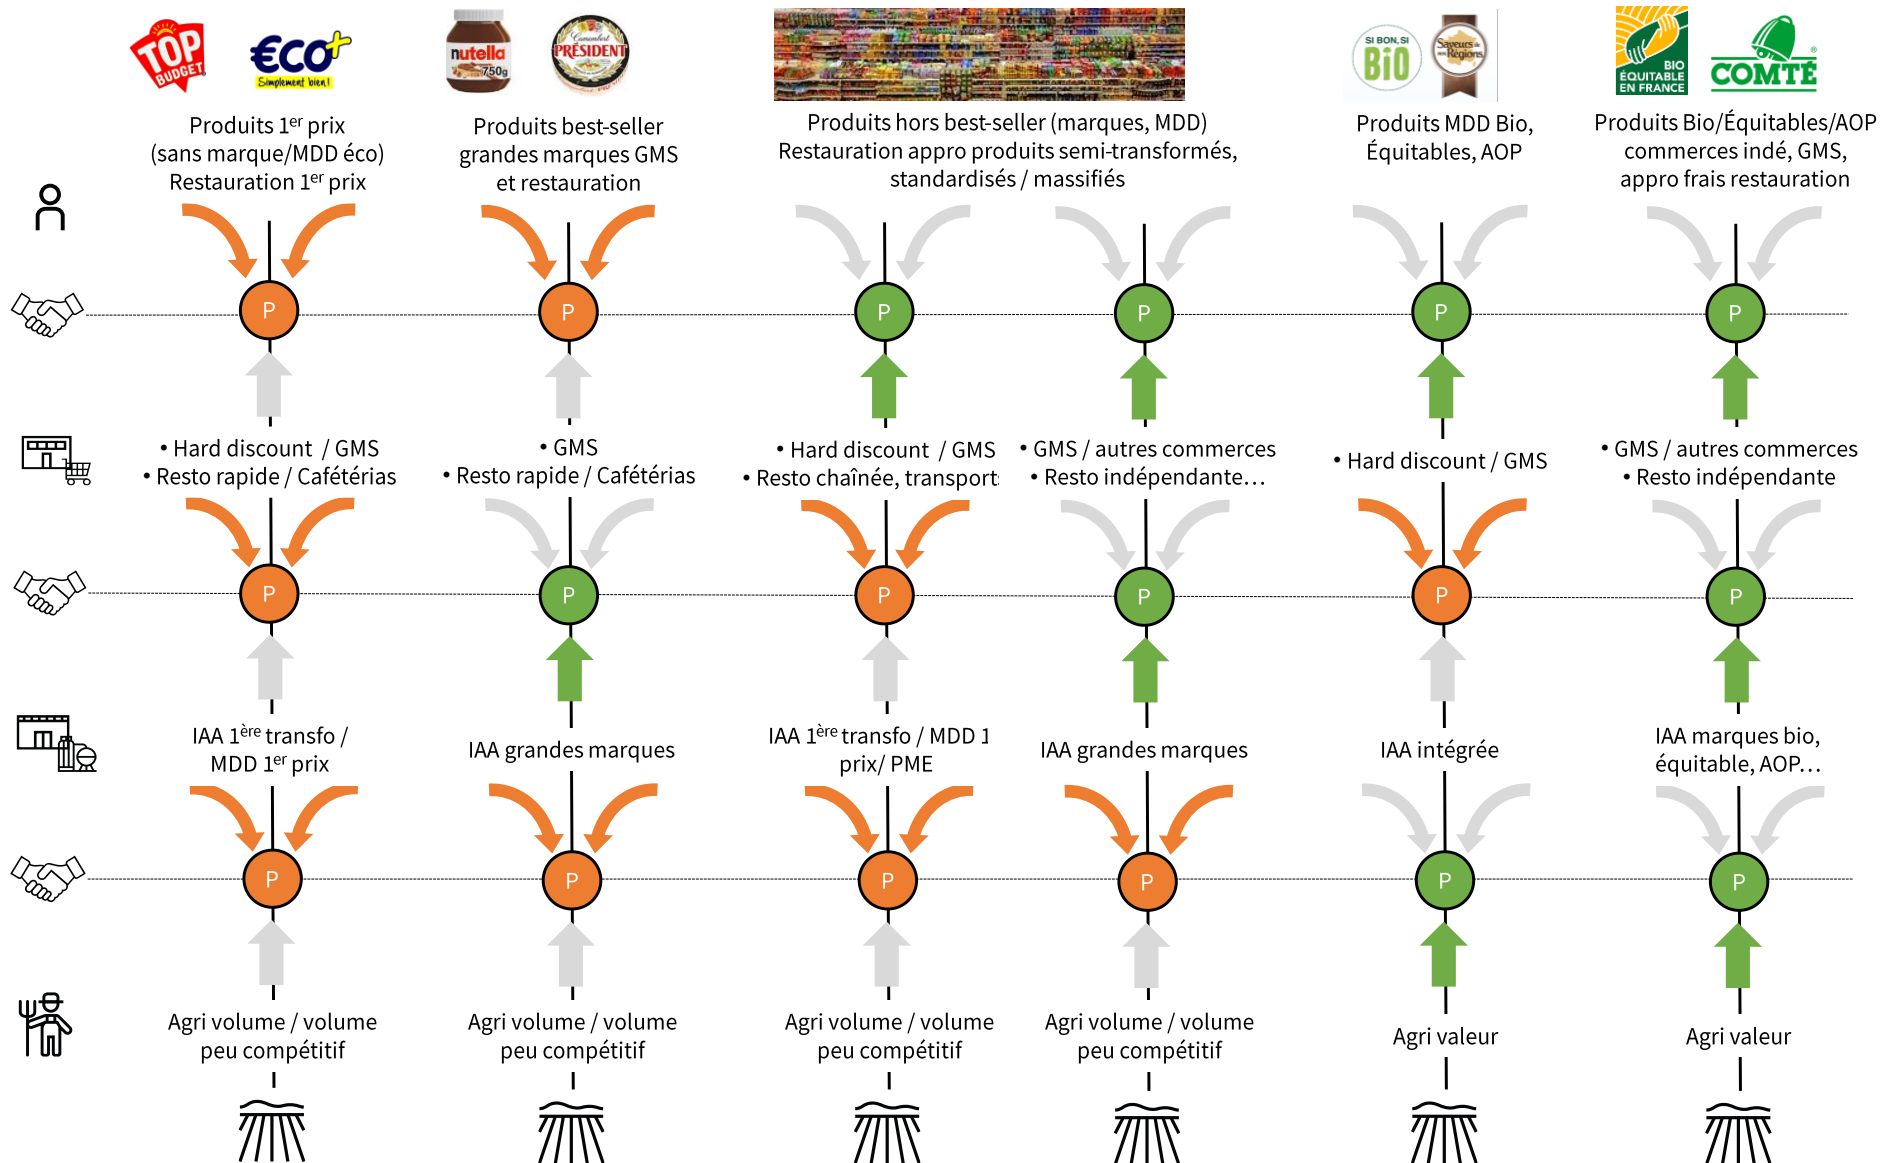 TOP
BUDGET
€co+
Simplement bien !
nutella
750g
Camembert
PRÉSIDENT
SI BON, SI
BiO
Saveurs de
nos Régions
BIO
ÉQUITABLE
EN FRANCE
COMTÉ
Produits 1er prix
(sans marque/MDD éco)
Restauration 1er prix
Produits best-seller
grandes marques GMS
et restauration
Produits hors best-seller (marques, MDD)
Restauration appro produits semi-transformés,
standardisés / massifiés
Produits MDD Bio,
Équitables, AOP
Produits Bio/Équitables/AOP
commerces indé, GMS,
appro frais restauration
P
P
P
P
P
P
• Hard discount / GMS
• Resto rapide / Cafétérias
• GMS
• Resto rapide / Cafétérias
• Hard discount / GMS
• Resto chaînée, transport
• GMS / autres commerces
• Resto indépendante…
• Hard discount / GMS
• GMS / autres commerces
• Resto indépendante
P
P
P
P
P
P
IAA 1ère transfo /
MDD 1er prix
IAA grandes marques
IAA 1ère transfo / MDD 1
prix/ PME
IAA grandes marques
IAA intégrée
IAA marques bio,
équitable, AOP…
P
P
P
P
P
P
Agri volume / volume
peu compétitif
Agri volume / volume
peu compétitif
Agri volume / volume
peu compétitif
Agri volume / volume
peu compétitif
Agri valeur
Agri valeur